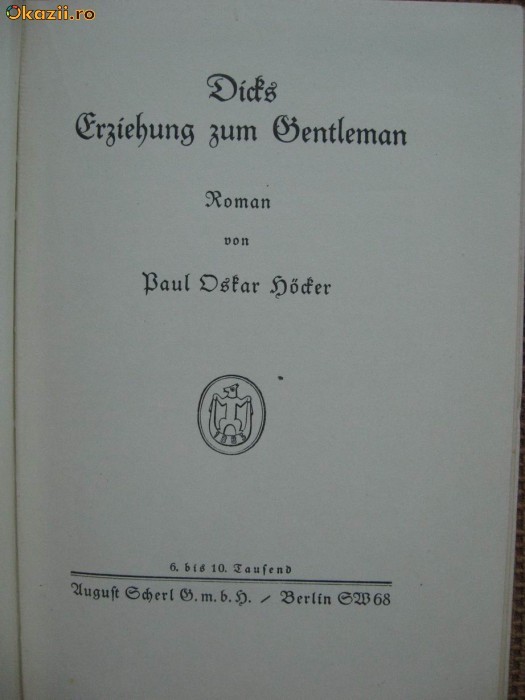 Okazii.ro
Dicks
Erziehung zum Gentleman
Roman
von
Paul Oskar Höcker
1883
6. bis 10. Tausend
August Scherl G. m. b. H. / Berlin SW 68